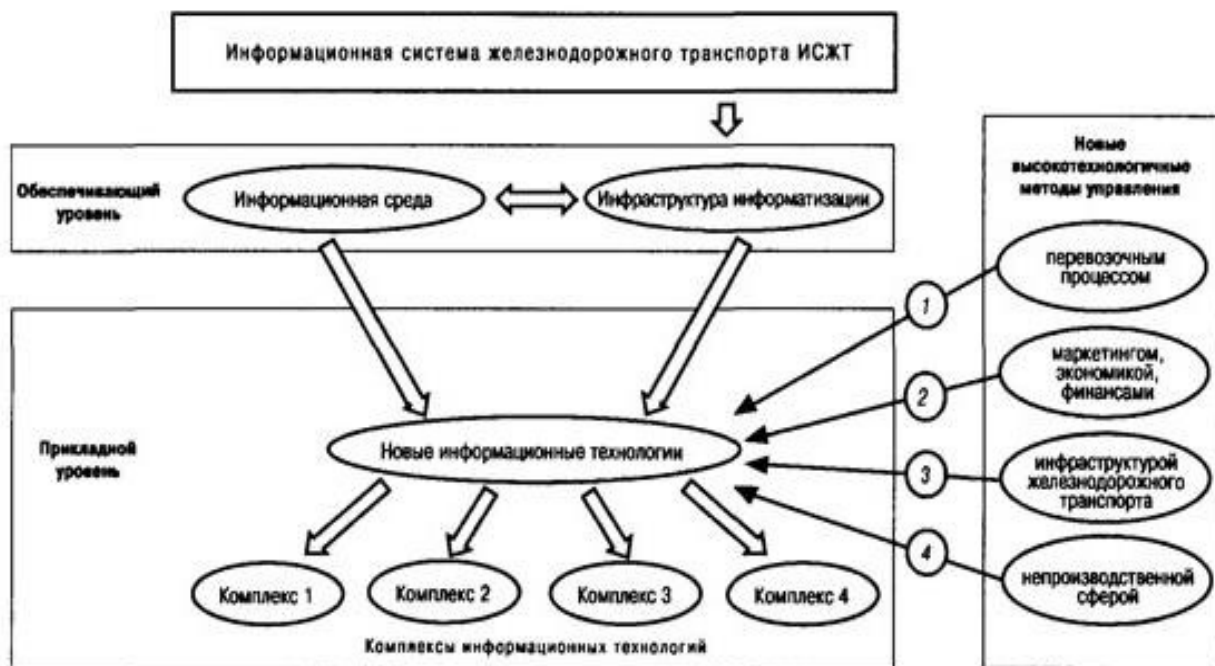 Информационная система железнодорожного транспорта ИСЖТ
Обеспечивающий
уровень
Информационная среда
Инфраструктура информатизации
Новые
высокотехнологичные
методы управления
перевозочным
процессом
маркетингом,
экономикой,
финансами
инфраструктурой
железнодорожного
транспорта
непроизводственной
сферой
1
2
3
4
Прикладной
уровень
Новые информационные технологии
Комплекс 1
Комплекс 2
Комплекс 3
Комплекс 4
Комплексы информационных технологий